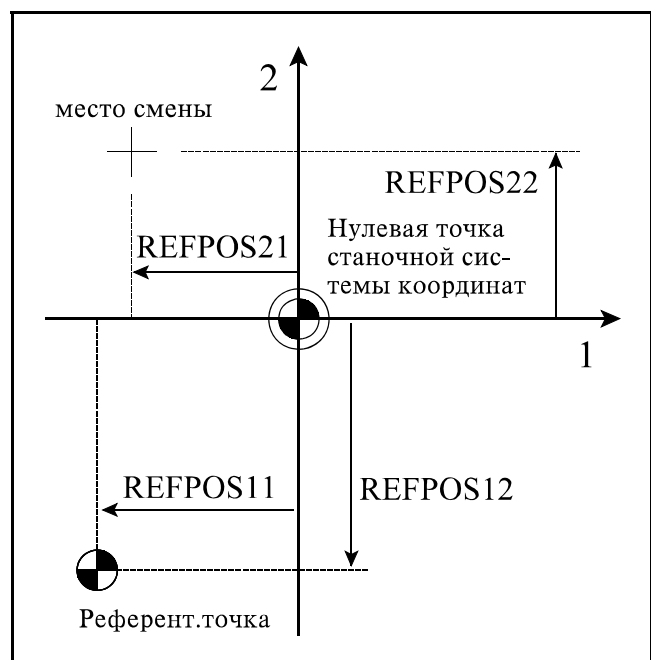 2
место смены
REFPOS22
REFPOS21
Нулевая точка
станочной сис-
темы координат
1
REFPOS11
REFPOS12
Референт.точка